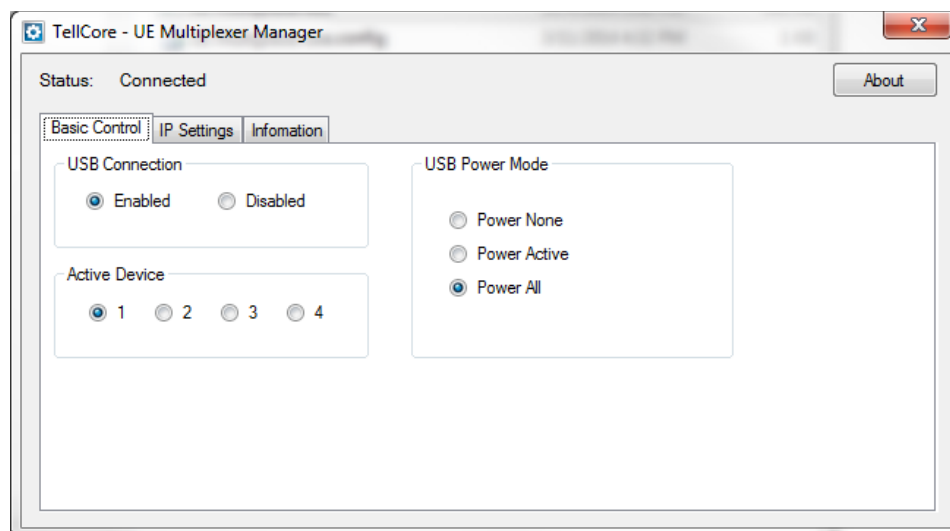 TellCore - UE Multiplexer Manager
Status: Connected
About
Basic Control
IP Settings
Infomation
USB Connection
Enabled
Disabled
Active Device
1 2 3 4
USB Power Mode
Power None
Power Active
Power All